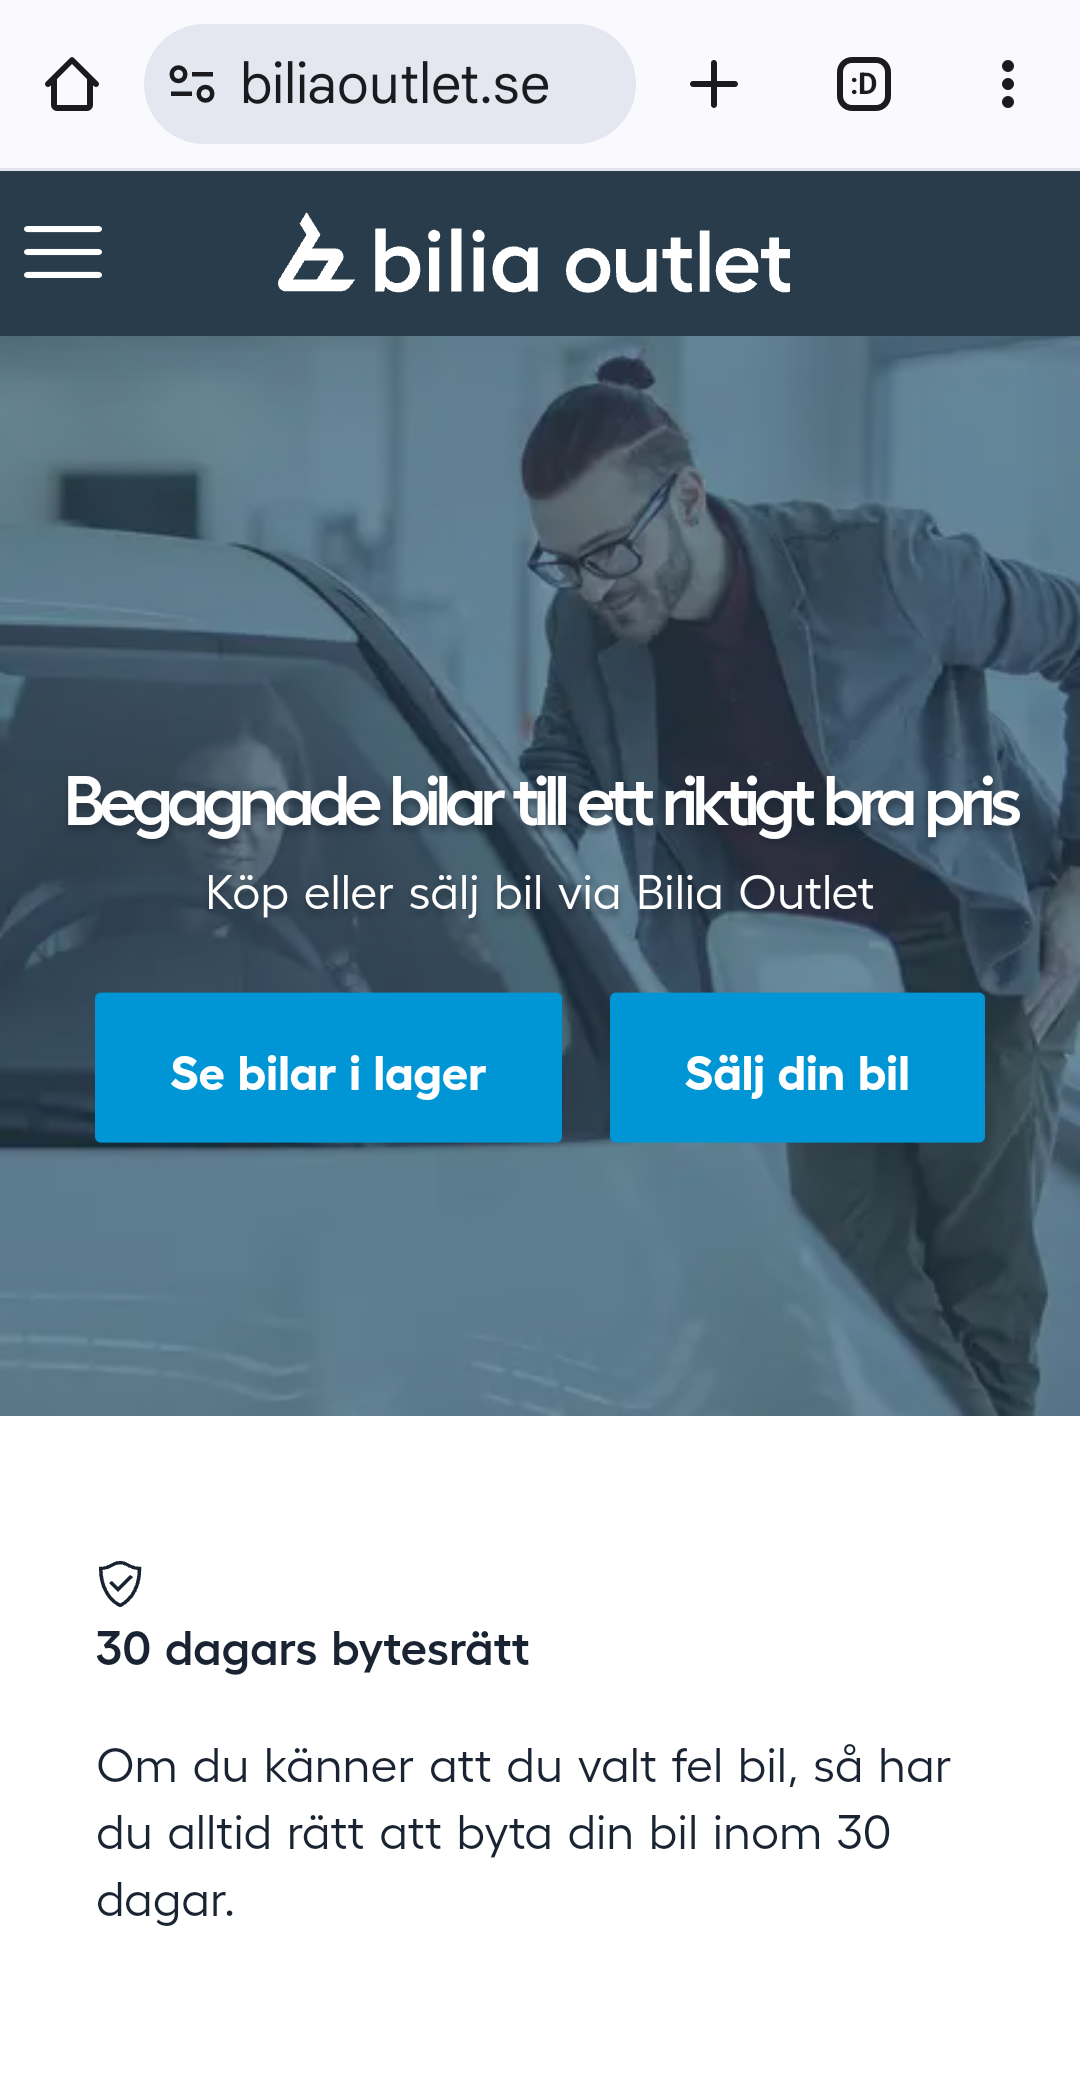 biliaoutlet.se
:D
bilia outlet
Begagnade bilar till ett riktigt bra pris
Köp eller sälj bil via Bilia Outlet
Se bilar i lager
Sälj din bil
30 dagars bytesrätt
Om du känner att du valt fel bil, så har
du alltid rätt att byta din bil inom 30
dagar.